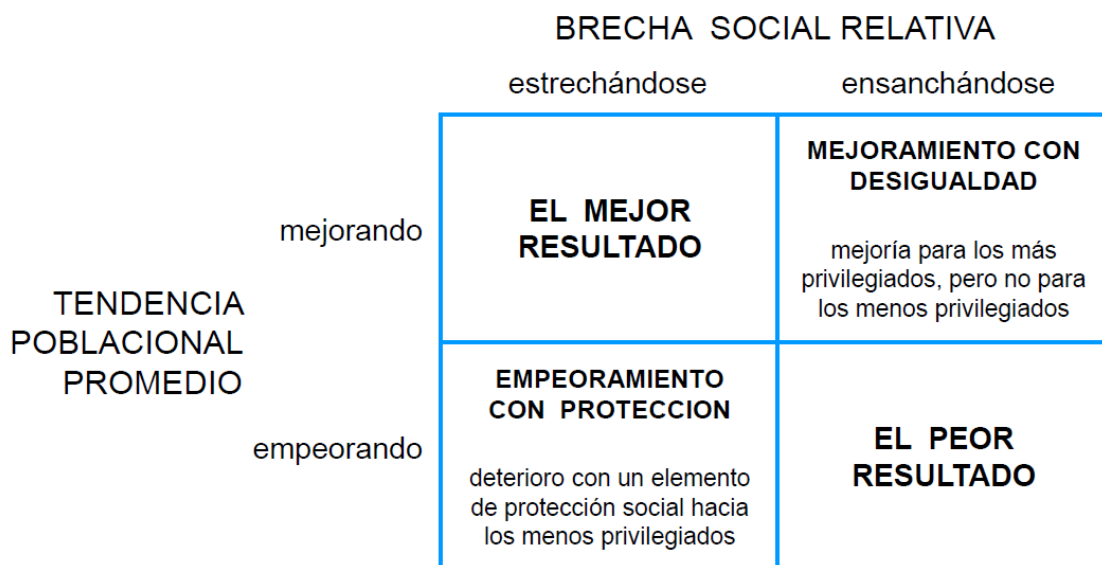 BRECHA SOCIAL RELATIVA
estrechándose
ensanchándose
TENDENCIA
POBLACIONAL
PROMEDIO
mejorando
EL MEJOR
RESULTADO
MEJORAMIENTO CON
DESIGUALDAD
mejoría para los más
privilegiados, pero no para
los menos privilegiados
empeorando
EMPEORAMIENTO
CON PROTECCION
deterioro con un elemento
de protección social hacia
los menos privilegiados
EL PEOR
RESULTADO